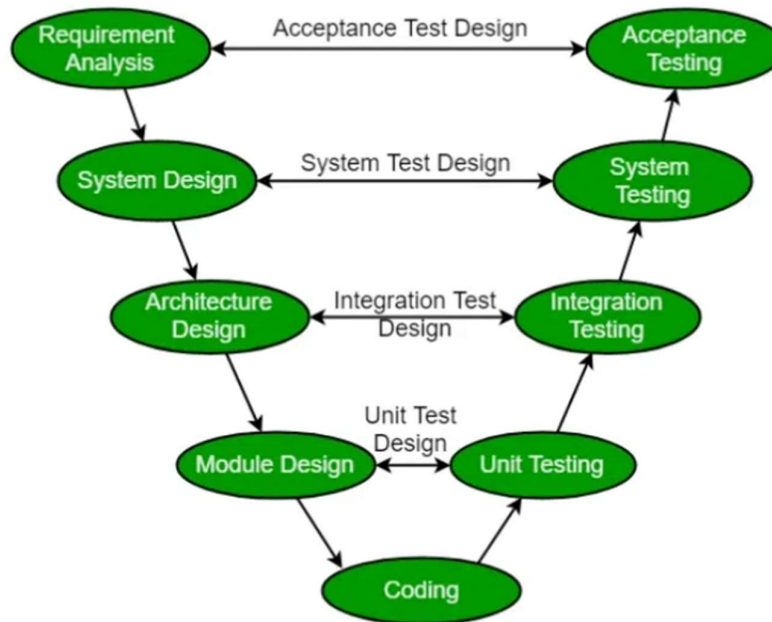 Requirement
Analysis
Acceptance Test Design
Acceptance
Testing
System Design
System Test Design
System
Testing
Architecture
Design
Integration Test
Design
Integration
Testing
Module Design
Unit Test
Design
Unit Testing
Coding